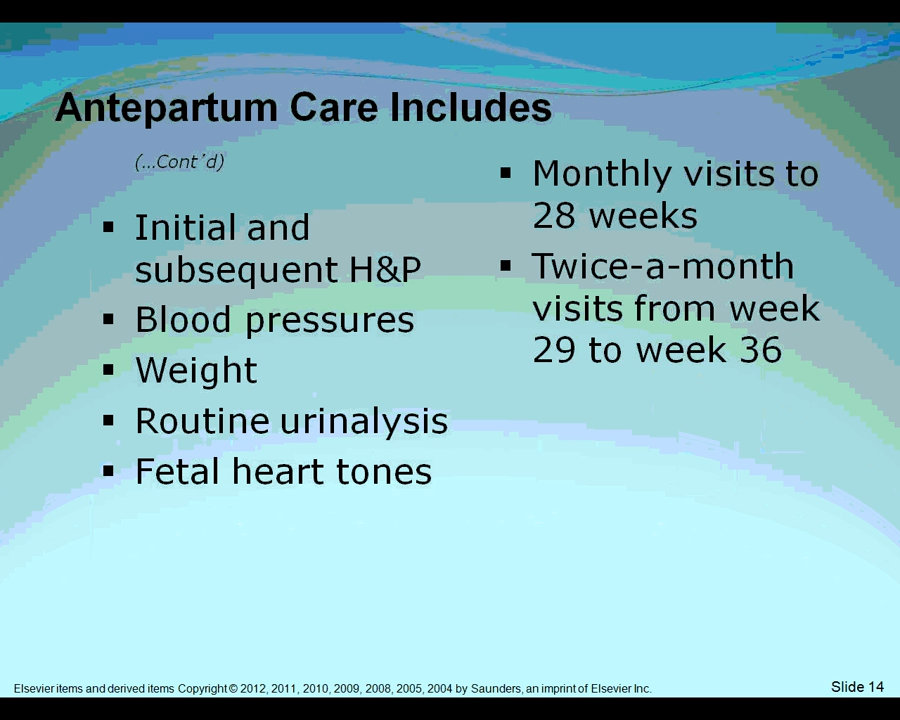 Antepartum Care Includes
(...Cont'd)
▪ Initial and
subsequent H&P
▪ Blood pressures
▪ Weight
▪ Routine urinalysis
▪ Fetal heart tones
▪ Monthly visits to
28 weeks
▪ Twice-a-month
visits from week
29 to week 36
Elsevier items and derived items Copyright © 2012, 2011, 2010, 2009, 2008, 2005, 2004 by Saunders, an imprint of Elsevier Inc.
Slide 14